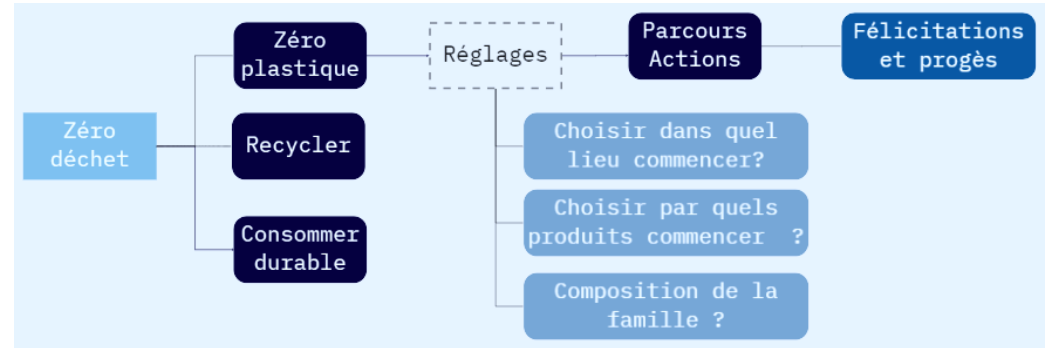 Zéro
déchet
Zéro
plastique
Recycler
Consommer
durable
Réglages
Choisir dans quel
lieu commencer?
Choisir par quels
produits commencer ?
Composition de la
famille ?
Parcours
Actions
Félicitations
et progès